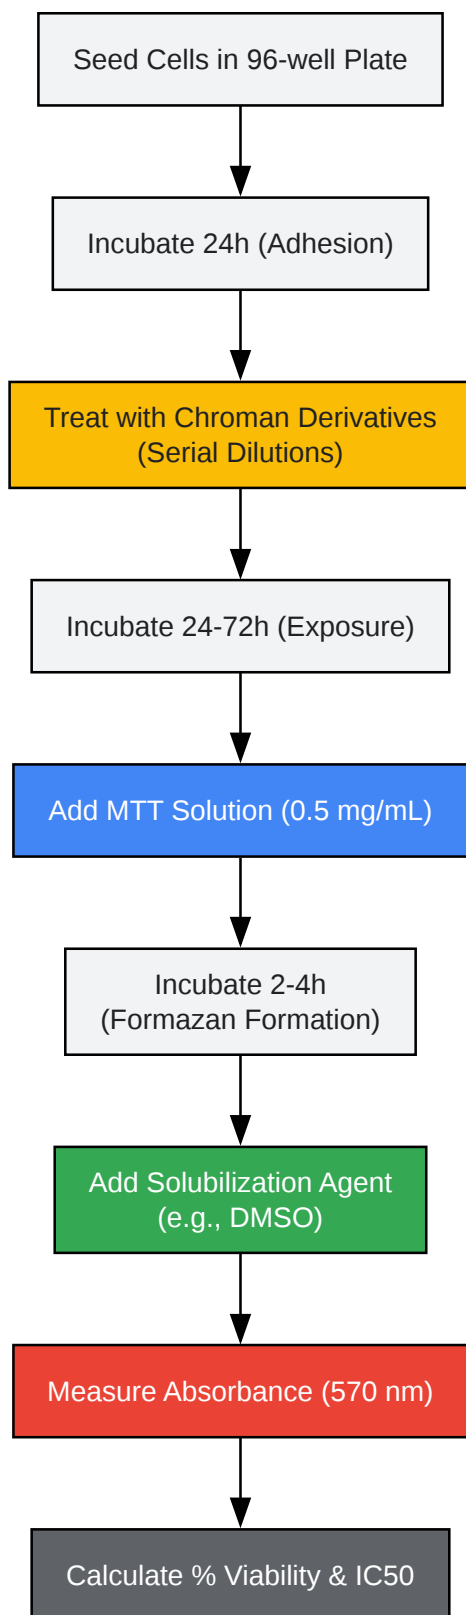 Seed Cells in 96-well Plate
Incubate 24h (Adhesion)
Treat with Chroman Derivatives
(Serial Dilutions)
Incubate 24-72h (Exposure)
Add MTT Solution (0.5 mg/mL)
Incubate 2-4h
(Formazan Formation)
Add Solubilization Agent
(e.g., DMSO)
Measure Absorbance (570 nm)
Calculate % Viability & IC50